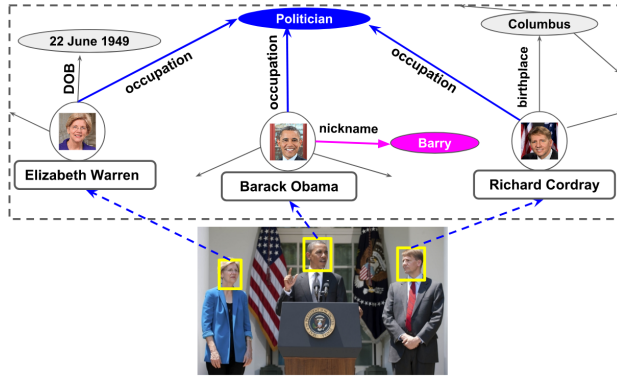 Politician
Columbus
22 June 1949
DOB
occupation
occupation
occupation
birthplace
nickname
Barry
Elizabeth Warren
Barack Obama
Richard Cordray